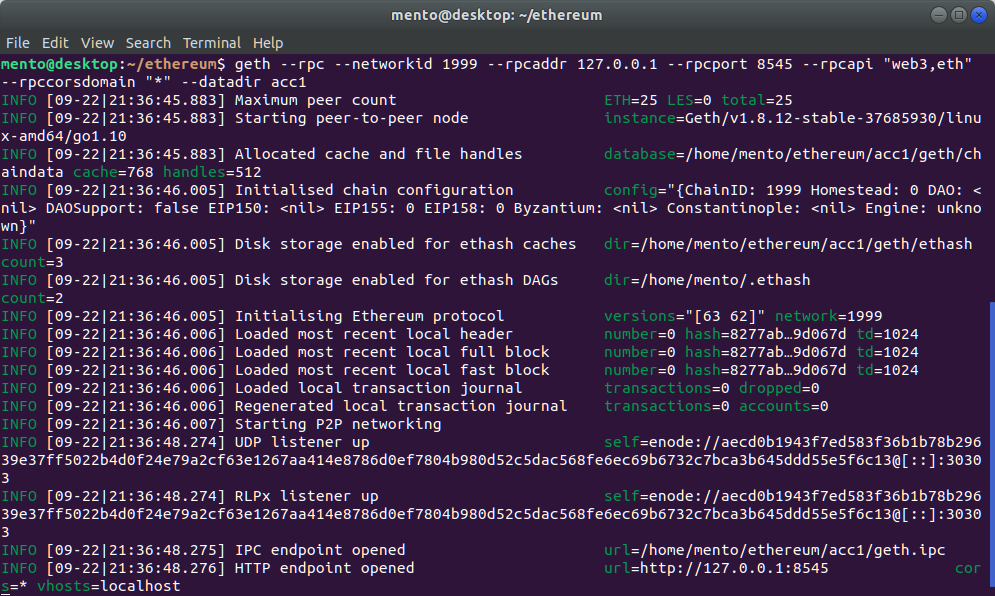 mento@desktop: ~/ethereum
File Edit View Search Terminal Help
mento@desktop:~/ethereum$ geth --rpc --networkid 1999 --rpcaddr 127.0.0.1 --rpcport 8545 --rpcapi "web3,eth"
--rpccorsdomain "*" --datadir acc1
INFO [09-22|21:36:45.883] Maximum peer count ETH=25 LES=0 total=25
INFO [09-22|21:36:45.883] Starting peer-to-peer node instance=Geth/v1.8.12-stable-37685930/linu
x-amd64/go1.10
INFO [09-22|21:36:45.883] Allocated cache and file handles database=/home/mento/ethereum/acc1/geth/ch
aindata cache=768 handles=512
INFO [09-22|21:36:46.005] Initialised chain configuration config="{ChainID: 1999 Homestead: 0 DAO: <
nil> DAOSupport: false EIP150: <nil> EIP155: 0 EIP158: 0 Byzantium: <nil> Constantinople: <nil> Engine: unkno
wn}"
INFO [09-22|21:36:46.005] Disk storage enabled for ethash caches dir=/home/mento/ethereum/acc1/geth/ethash
count=3
INFO [09-22|21:36:46.005] Disk storage enabled for ethash DAGs dir=/home/mento/.ethash
count=2
INFO [09-22|21:36:46.005] Initialising Ethereum protocol versions="[63 62]" network=1999
INFO [09-22|21:36:46.006] Loaded most recent local header number=0 hash=8277ab…9d067d td=1024
INFO [09-22|21:36:46.006] Loaded most recent local full block number=0 hash=8277ab…9d067d td=1024
INFO [09-22|21:36:46.006] Loaded most recent local fast block number=0 hash=8277ab…9d067d td=1024
INFO [09-22|21:36:46.006] Loaded local transaction journal transactions=0 dropped=0
INFO [09-22|21:36:46.006] Regenerated local transaction journal transactions=0 accounts=0
INFO [09-22|21:36:46.007] Starting P2P networking
INFO [09-22|21:36:48.274] UDP listener up self=enode://aecd0b1943f7ed583f36b1b78b296
39e37ff5022b4d0f24e79a2cf63e1267aa414e8786d0ef7804b980d52c5dac568fe6ec69b6732c7bca3b645ddd55e5f6c13@[::]:3030
3
INFO [09-22|21:36:48.274] RLPx listener up self=enode://aecd0b1943f7ed583f36b1b78b296
39e37ff5022b4d0f24e79a2cf63e1267aa414e8786d0ef7804b980d52c5dac568fe6ec69b6732c7bca3b645ddd55e5f6c13@[::]:3030
3
INFO [09-22|21:36:48.275] IPC endpoint opened url=/home/mento/ethereum/acc1/geth.ipc
INFO [09-22|21:36:48.276] HTTP endpoint opened url=http://127.0.0.1:8545 cor
s=* vhosts=localhost